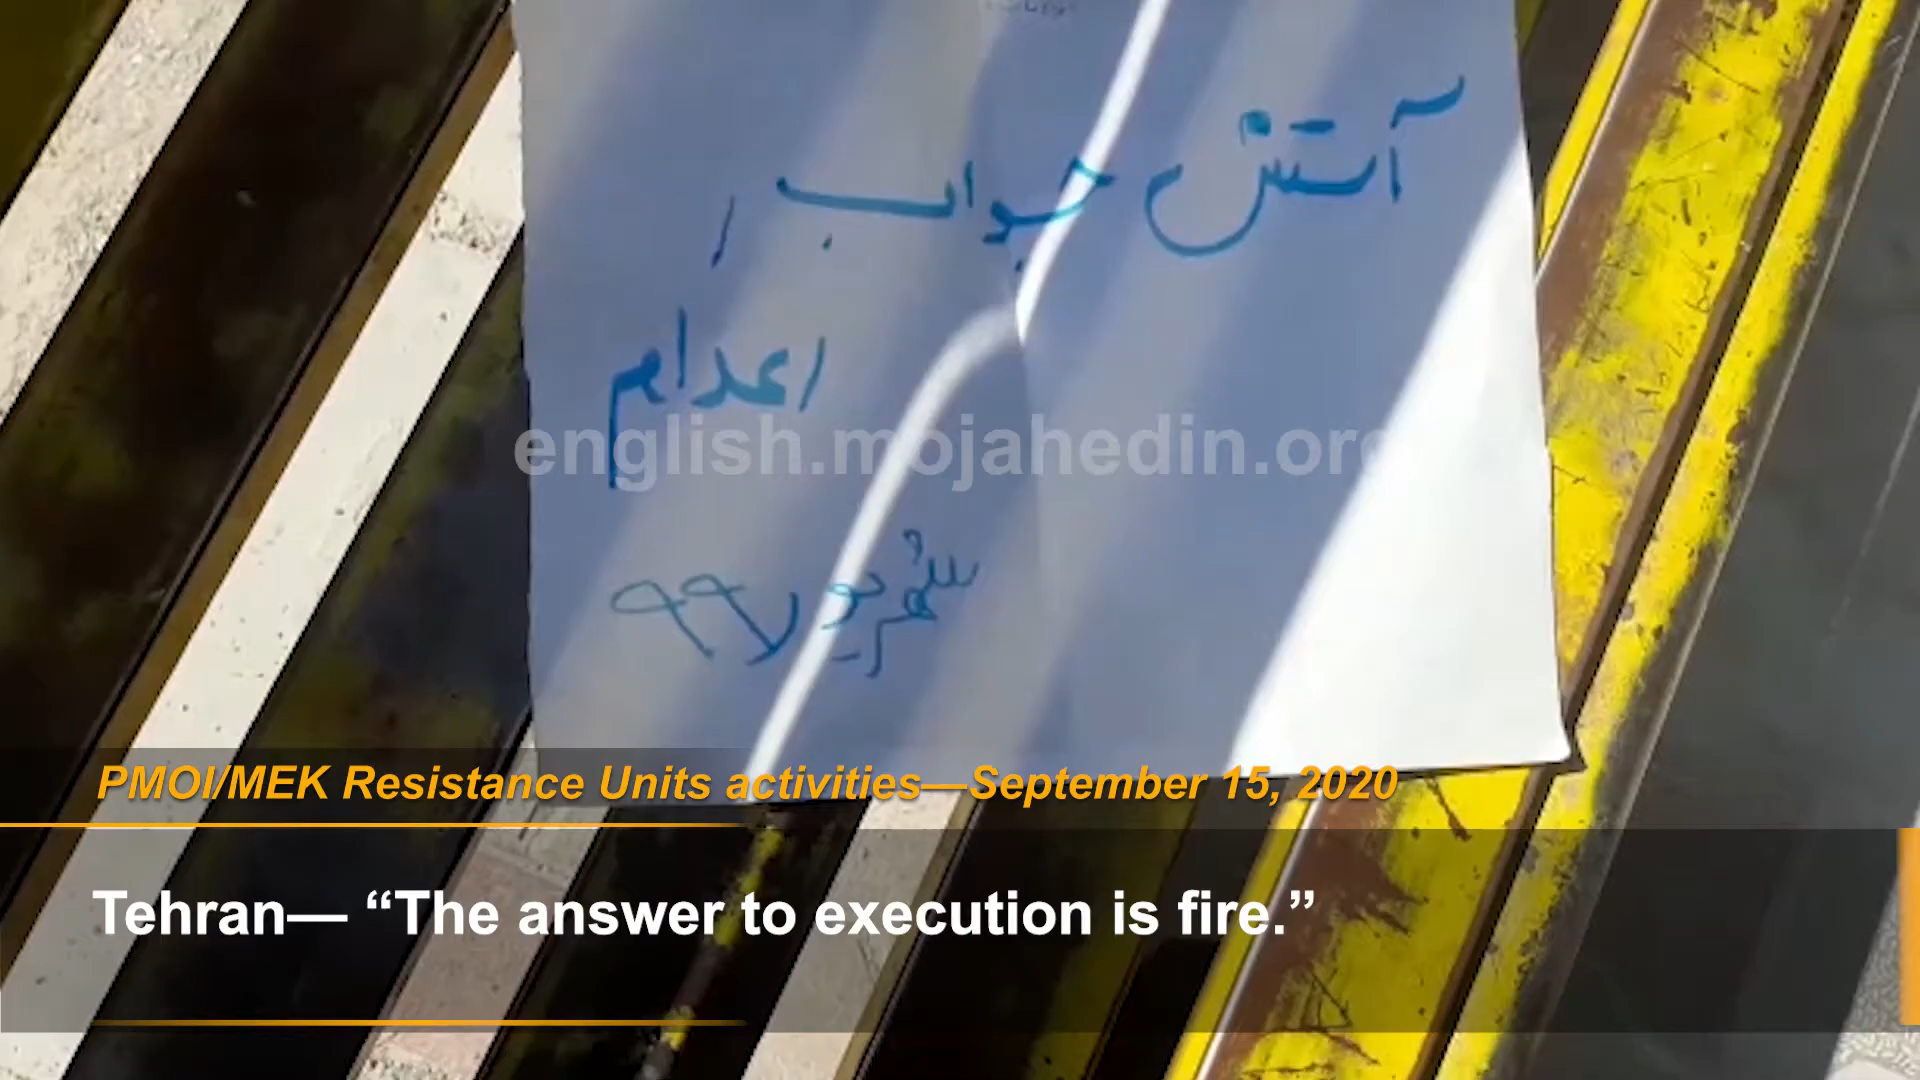 آتش جواب
اعدام
شهریور ۹۹
english.mojahedin.org
PMOI/MEK Resistance Units activities—September 15, 2020
Tehran— “The answer to execution is fire.”